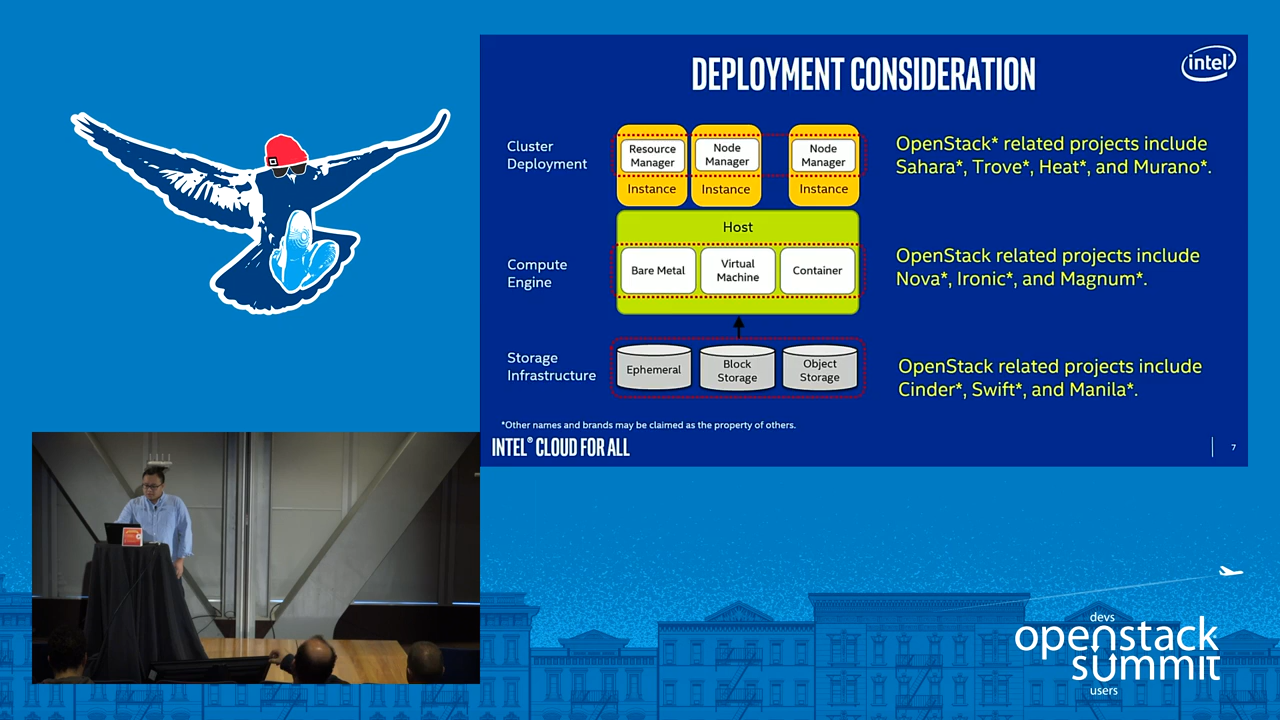 DEPLOYMENT CONSIDERATION
intel
Cluster
Deployment
Resource
Manager
Instance
Node
Manager
Instance
Node
Manager
Instance
OpenStack* related projects include
Sahara*, Trove*, Heat*, and Murano*.
Compute
Engine
Host
Bare Metal
Virtual
Machine
Container
OpenStack related projects include
Nova*, Ironic*, and Magnum*.
Storage
Infrastructure
Ephemeral
Block
Storage
Object
Storage
OpenStack related projects include
Cinder*, Swift*, and Manila*.
*Other names and brands may be claimed as the property of others.
INTEL® CLOUD FOR ALL
7
devs
openstack
summit
users